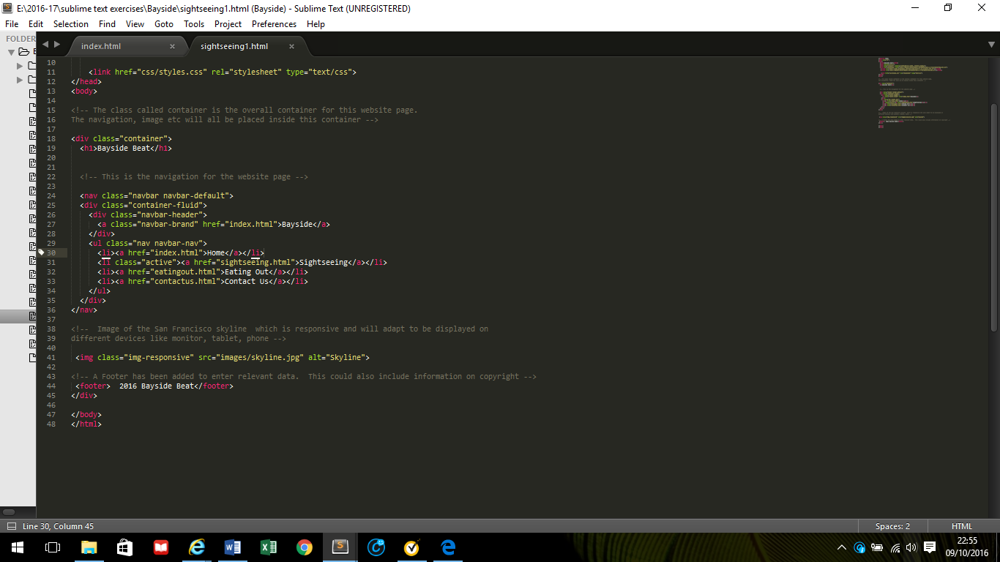 E:\2016-17\sublime text exercises\Bayside\sightseeing1.html (Bayside) - Sublime Text (UNREGISTERED)
File Edit Selection Find View Goto Tools Project Preferences Help
FOLDER
index.html × sightseeing1.html ×
10
11 <link href="css/styles.css" rel="stylesheet" type="text/css">
12 </head>
13 <body>
14
15 <!-- The class called container is the overall container for this website page.
16 The navigation, image etc will all be placed inside this container -->
17
18 <div class="container">
19 <h1>Bayside Beat</h1>
20
21
22 <!-- This is the navigation for the website page -->
23
24 <nav class="navbar navbar-default">
25 <div class="container-fluid">
26 <div class="navbar-header">
27 <a class="navbar-brand" href="index.html">Bayside</a>
28 </div>
29 <ul class="nav navbar-nav">
30 <li><a href="index.html">Home</a></li>
31 <li class="active"><a href="sightseeing.html">Sightseeing</a></li>
32 <li><a href="eatingout.html">Eating Out</a></li>
33 <li><a href="contactus.html">Contact Us</a></li>
34 </ul>
35 </div>
36 </nav>
37
38 <!-- Image of the San Francisco skyline which is responsive and will adapt to be displayed on
39 different devices like monitor, tablet, phone -->
40
41 <img class="img-responsive" src="images/skyline.jpg" alt="Skyline">
42
43 <!-- A Footer has been added to enter relevant data. This could also include information on copyright -->
44 <footer> 2016 Bayside Beat</footer>
45 </div>
46
47 </body>
48 </html>
Line 30, Column 45 Spaces: 2 HTML
22:55
09/10/2016